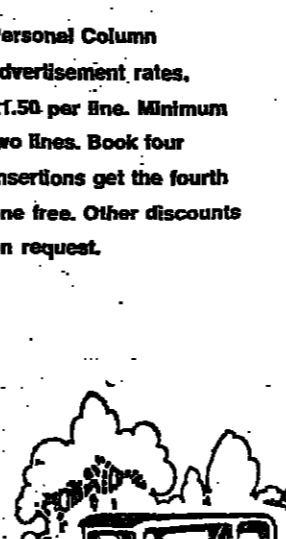 ersonal Column
dvertisement rates,
1.50 per line. Minimum
wo lines. Book four
nsertions get the fourth
ne free. Other discounts
n request.